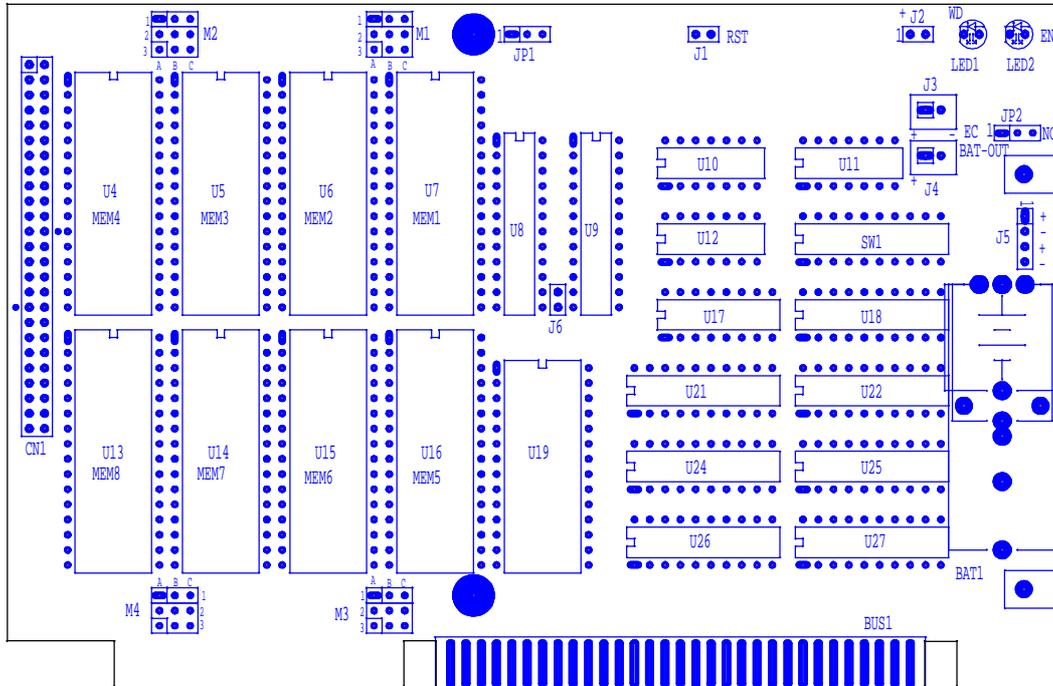 1 M2
2
3
A B C
1 M1
2
3
A B C
1 JP1
J1 RST
+ J2
1
WD
LED1
EN
LED2
J3
+ -
EC 1 JP2 NO
BAT-OUT
+ J4
U4
MEM4
U5
MEM3
U6
MEM2
U7
MEM1
U8
U9
J6
U10
U11
U12
SW1
J5 1
+
-
+
-
U17
U18
U13
MEM8
U14
MEM7
U15
MEM6
U16
MEM5
U19
U21
U22
U24
U25
U26
U27
CN1
BAT1
A B C
M4 1
2
3
A B C
M3 1
2
3
BUS1